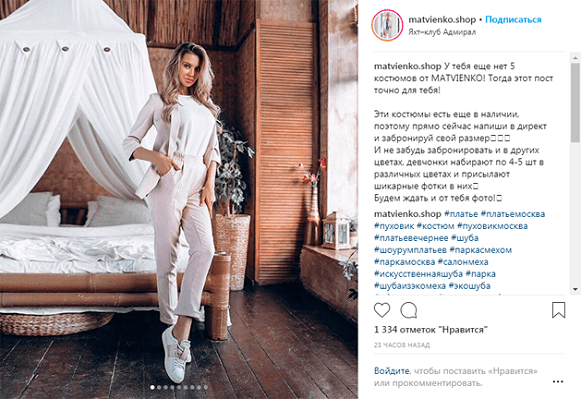 matvienko.shop • Подписаться
Яхт-клуб Адмирал
matvienko.shop У тебя еще нет 5
костюмов от MATVIENKO! Тогда этот пост
точно для тебя!
Эти костюмы есть еще в наличии,
поэтому прямо сейчас напиши в директ
и забронируй свой размер
И не забудь забронировать и в других
цветах, девчонки набирают по 4-5 шт в
различных цветах и присылают
шикарные фотки в них
Будем ждать и от тебя фото!
matvienko.shop #платье #платьемосква
#пуховик #костюм #пуховикмосква
#платьевечернее #шуба
#шоурумплатьев #паркасмехом
#паркамосква #салонмеха
#искусственнаяшуба #парка
#шубаизэкомеха #экошуба
1 334 отметок "Нравится"
23 ЧАСОВ НАЗАД
Войдите, чтобы поставить «Нравится»
или прокомментировать.